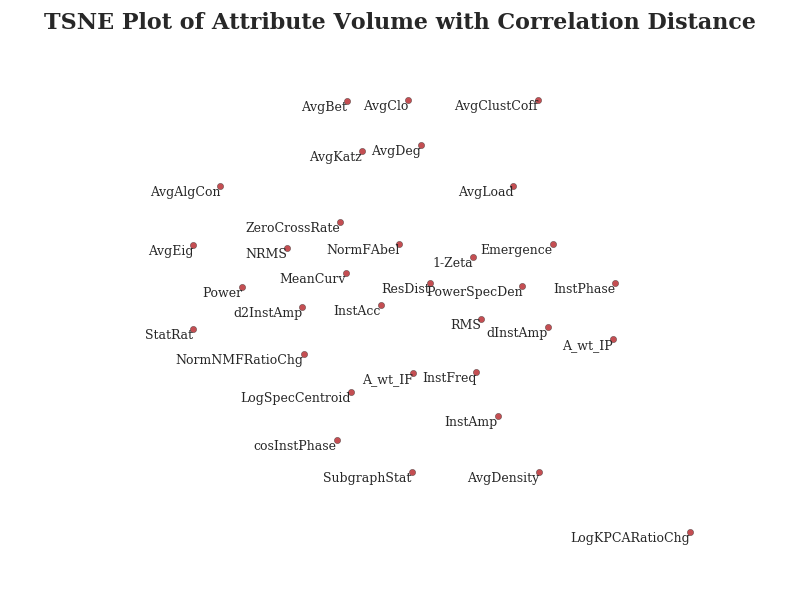 TSNE Plot of Attribute Volume with Correlation Distance
AvgBet
AvgClo
AvgClustCoff
AvgKatz
AvgDeg
AvgAlgCon
AvgLoad
ZeroCrossRate
AvgEig
NRMS
NormFAbel
1-Zeta
Emergence
MeanCurv
Power
ResDist
PowerSpecDen
InstPhase
d2InstAmp
InstAcc
StatRat
RMS
dInstAmp
A_wt_IP
NormNMFRatioChg
A_wt_IF
InstFreq
LogSpecCentroid
InstAmp
cosInstPhase
SubgraphStat
AvgDensity
LogKPCARatioChg